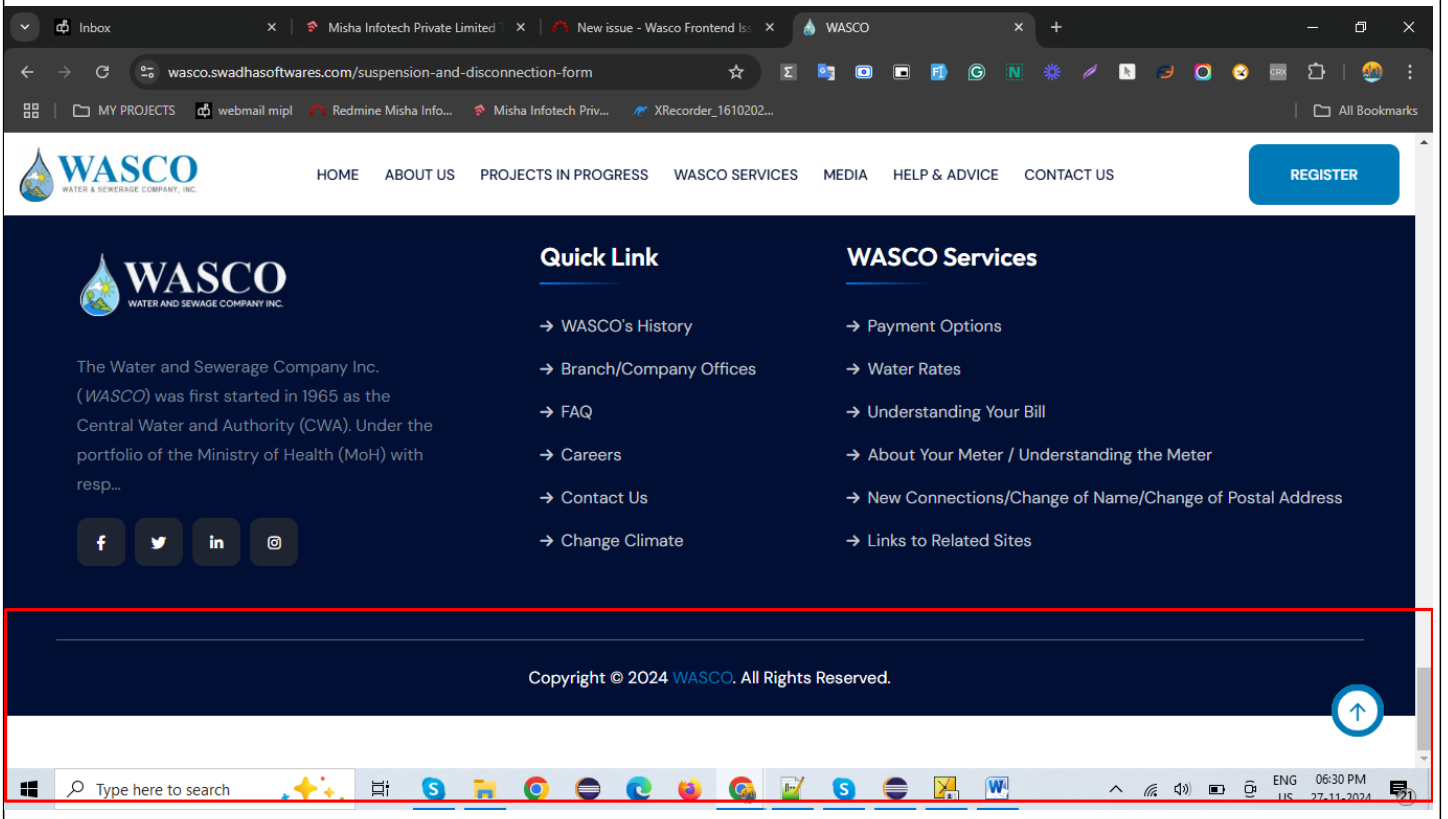 Inbox
Misha Infotech Private Limited
New issue - Wasco Frontend Iss
WASCO
wasco.swadhasoftwares.com/suspension-and-disconnection-form
CRX
MY PROJECTS
webmail mipl
Redmine Misha Info...
Misha Infotech Priv...
XRecorder_1610202...
All Bookmarks
WASCO
WATER & SEWERAGE COMPANY, INC.
HOME
ABOUT US
PROJECTS IN PROGRESS
WASCO SERVICES
MEDIA
HELP & ADVICE
CONTACT US
REGISTER
WASCO
WATER AND SEWAGE COMPANY INC.
The Water and Sewerage Company Inc.
(WASCO) was first started in 1965 as the
Central Water and Authority (CWA). Under the
portfolio of the Ministry of Health (MoH) with
resp...
Quick Link
WASCO's History
Branch/Company Offices
FAQ
Careers
Contact Us
Change Climate
WASCO Services
Payment Options
Water Rates
Understanding Your Bill
About Your Meter / Understanding the Meter
New Connections/Change of Name/Change of Postal Address
Links to Related Sites
Copyright © 2024 WASCO. All Rights Reserved.
Type here to search
ENG
US
06:30 PM
27-11-2024
21